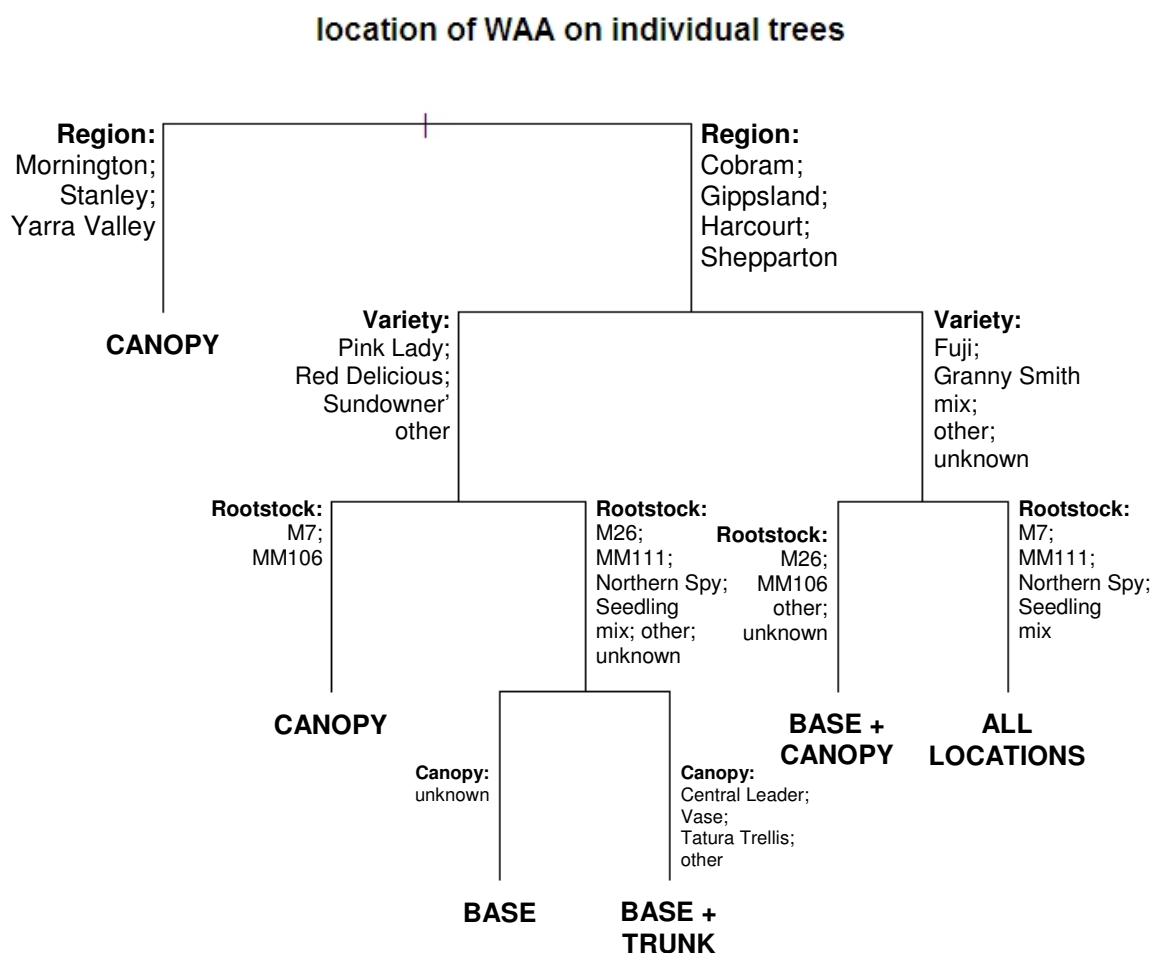 location of WAA on individual trees
Region:
Mornington;
Stanley;
Yarra Valley
Region:
Cobram;
Gippsland;
Harcourt;
Shepparton
CANOPY
Variety:
Pink Lady;
Red Delicious;
Sundowner’
other
Variety:
Fuji;
Granny Smith
mix;
other;
unknown
Rootstock:
M7;
MM106
Rootstock:
M26;
MM111;
Northern Spy;
Seedling
mix; other;
unknown
Rootstock:
M26;
MM106
other;
unknown
Rootstock:
M7;
MM111;
Northern Spy;
Seedling
mix
CANOPY
BASE +
CANOPY
ALL
LOCATIONS
Canopy:
unknown
Canopy:
Central Leader;
Vase;
Tatura Trellis;
other
BASE
BASE +
TRUNK